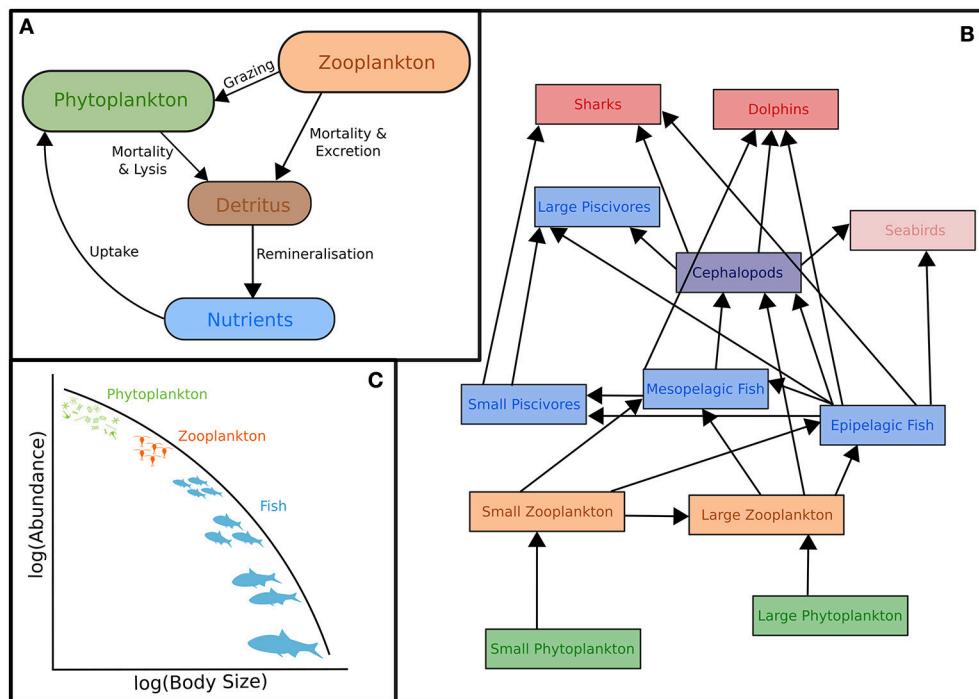 A
Zooplankton
Grazing
Phytoplankton
Mortality &
Excretion
Mortality
& Lysis
Detritus
Uptake
Remineralisation
Nutrients
B
Sharks
Dolphins
Large Piscivores
Seabirds
Cephalopods
Small Piscivores
Mesopelagic Fish
Epipelagic Fish
Small Zooplankton
Large Zooplankton
Large Phytoplankton
Small Phytoplankton
C
Phytoplankton
Zooplankton
Fish
log(Abundance)
log(Body Size)